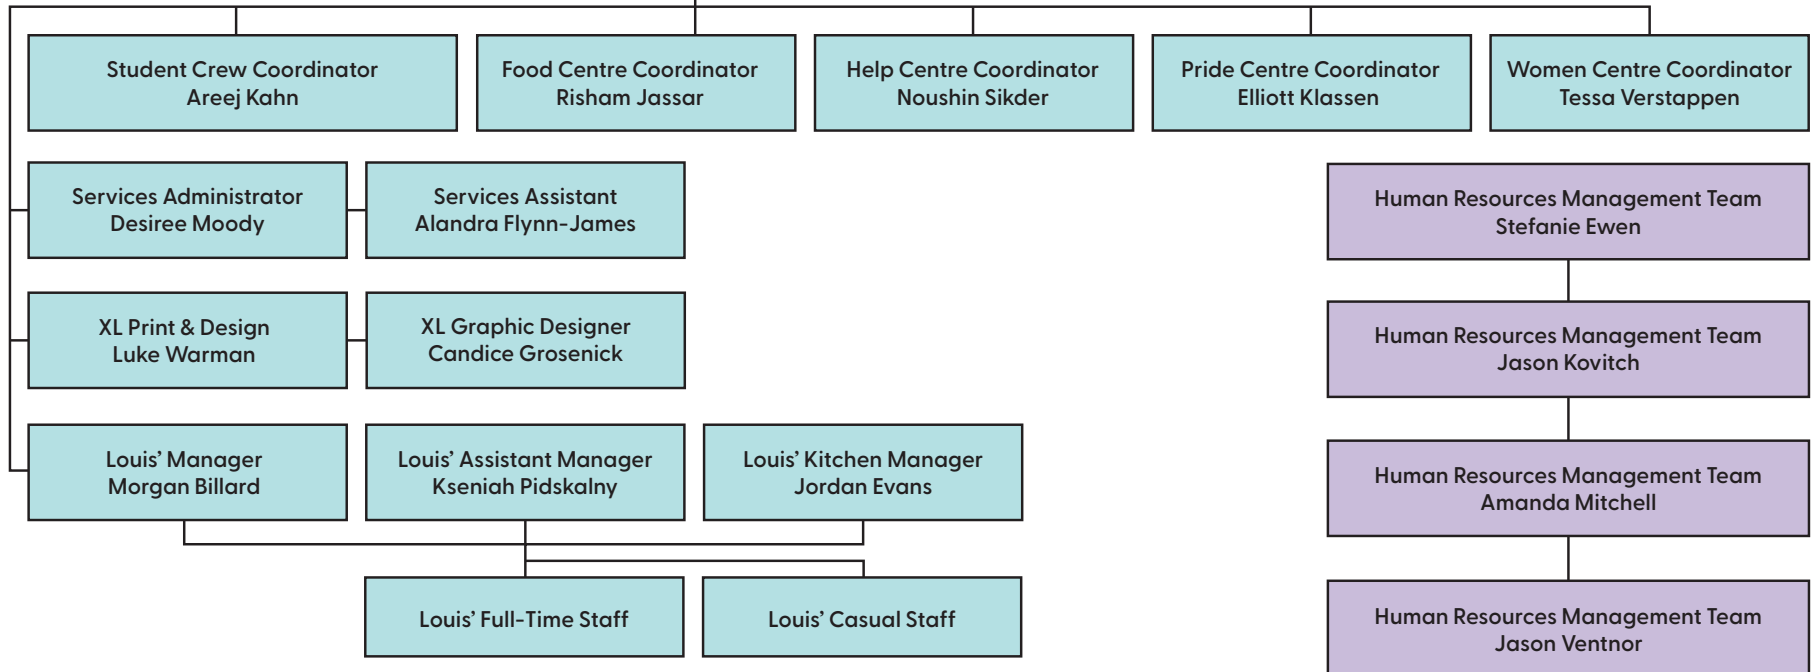 Student Crew Coordinator
Areej Kahn
Food Centre Coordinator
Risham Jassar
Help Centre Coordinator
Noushin Sikder
Pride Centre Coordinator
Elliott Klassen
Women Centre Coordinator
Tessa Verstappen
Services Administrator
Desiree Moody
Services Assistant
Alandra Flynn-James
Human Resources Management Team
Stefanie Ewen
XL Print & Design
Luke Warman
XL Graphic Designer
Candice Grosenick
Human Resources Management Team
Jason Kovitch
Louis’ Manager
Morgan Billard
Louis’ Assistant Manager
Kseniah Pidskalny
Louis’ Kitchen Manager
Jordan Evans
Human Resources Management Team
Amanda Mitchell
Louis’ Full-Time Staff
Louis’ Casual Staff
Human Resources Management Team
Jason Ventnor